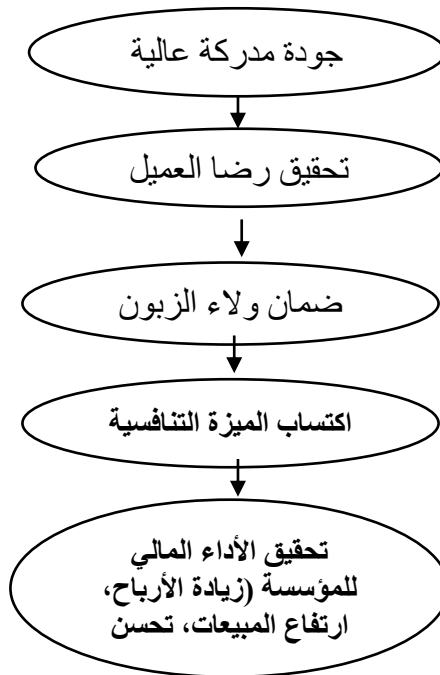 جودة مدركة عالية
تحقيق رضا العميل
ضمان ولاء الزبون
اكتساب الميزة التنافسية
تحقيق الأداء المالي
للمؤسسة (زيادة الأرباح،
ارتفاع المبيعات، تحسن